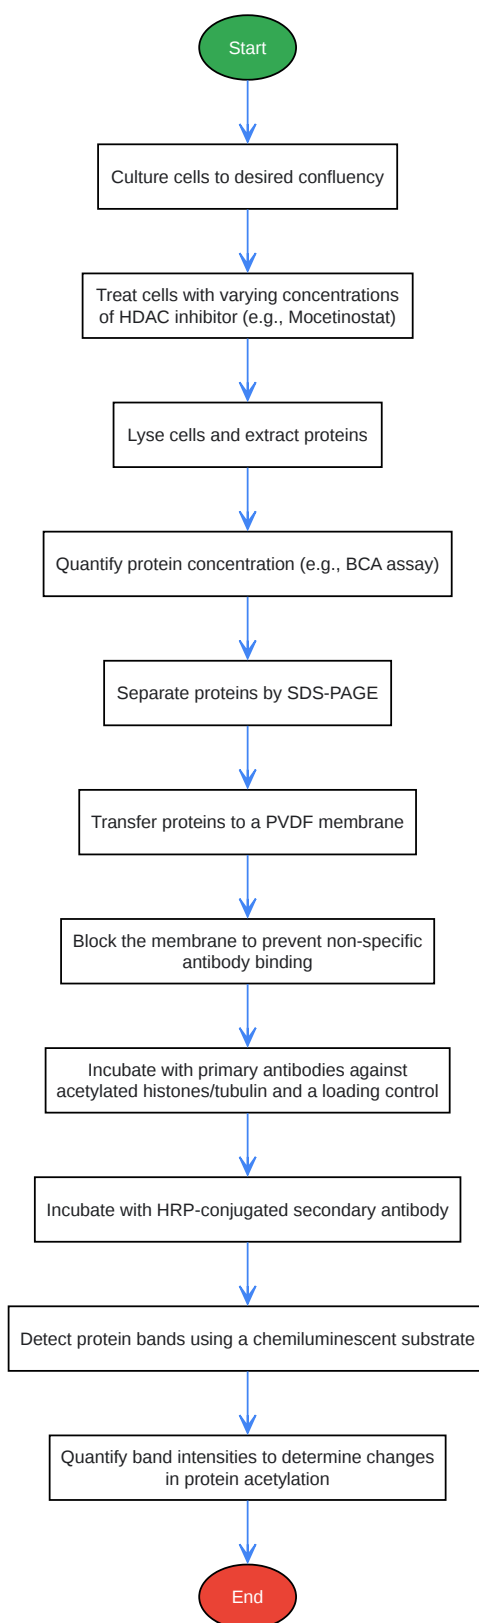 Start
Culture cells to desired confluency
Treat cells with varying concentrations
of HDAC inhibitor (e.g., Mocetinostat)
Lyse cells and extract proteins
Quantify protein concentration (e.g., BCA assay)
Separate proteins by SDS-PAGE
Transfer proteins to a PVDF membrane
Block the membrane to prevent non-specific
antibody binding
Incubate with primary antibodies against
acetylated histones/tubulin and a loading control
Incubate with HRP-conjugated secondary antibody
Detect protein bands using a chemiluminescent substrate
Quantify band intensities to determine changes
in protein acetylation
End